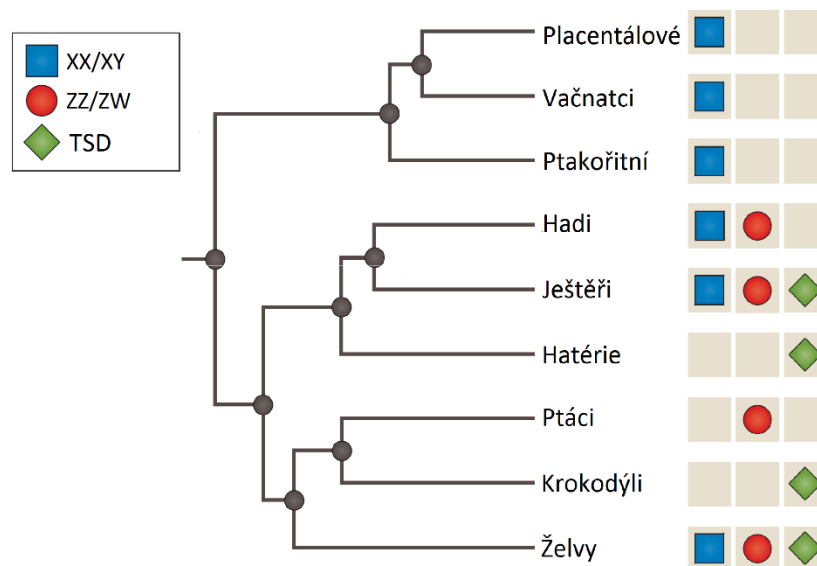 XX/XY
ZZ/ZW
TSD
Placentálové
Vačnatci
Ptakořitní
Hadi
Ještěři
Hatérie
Ptáci
Krokodýli
Želvy